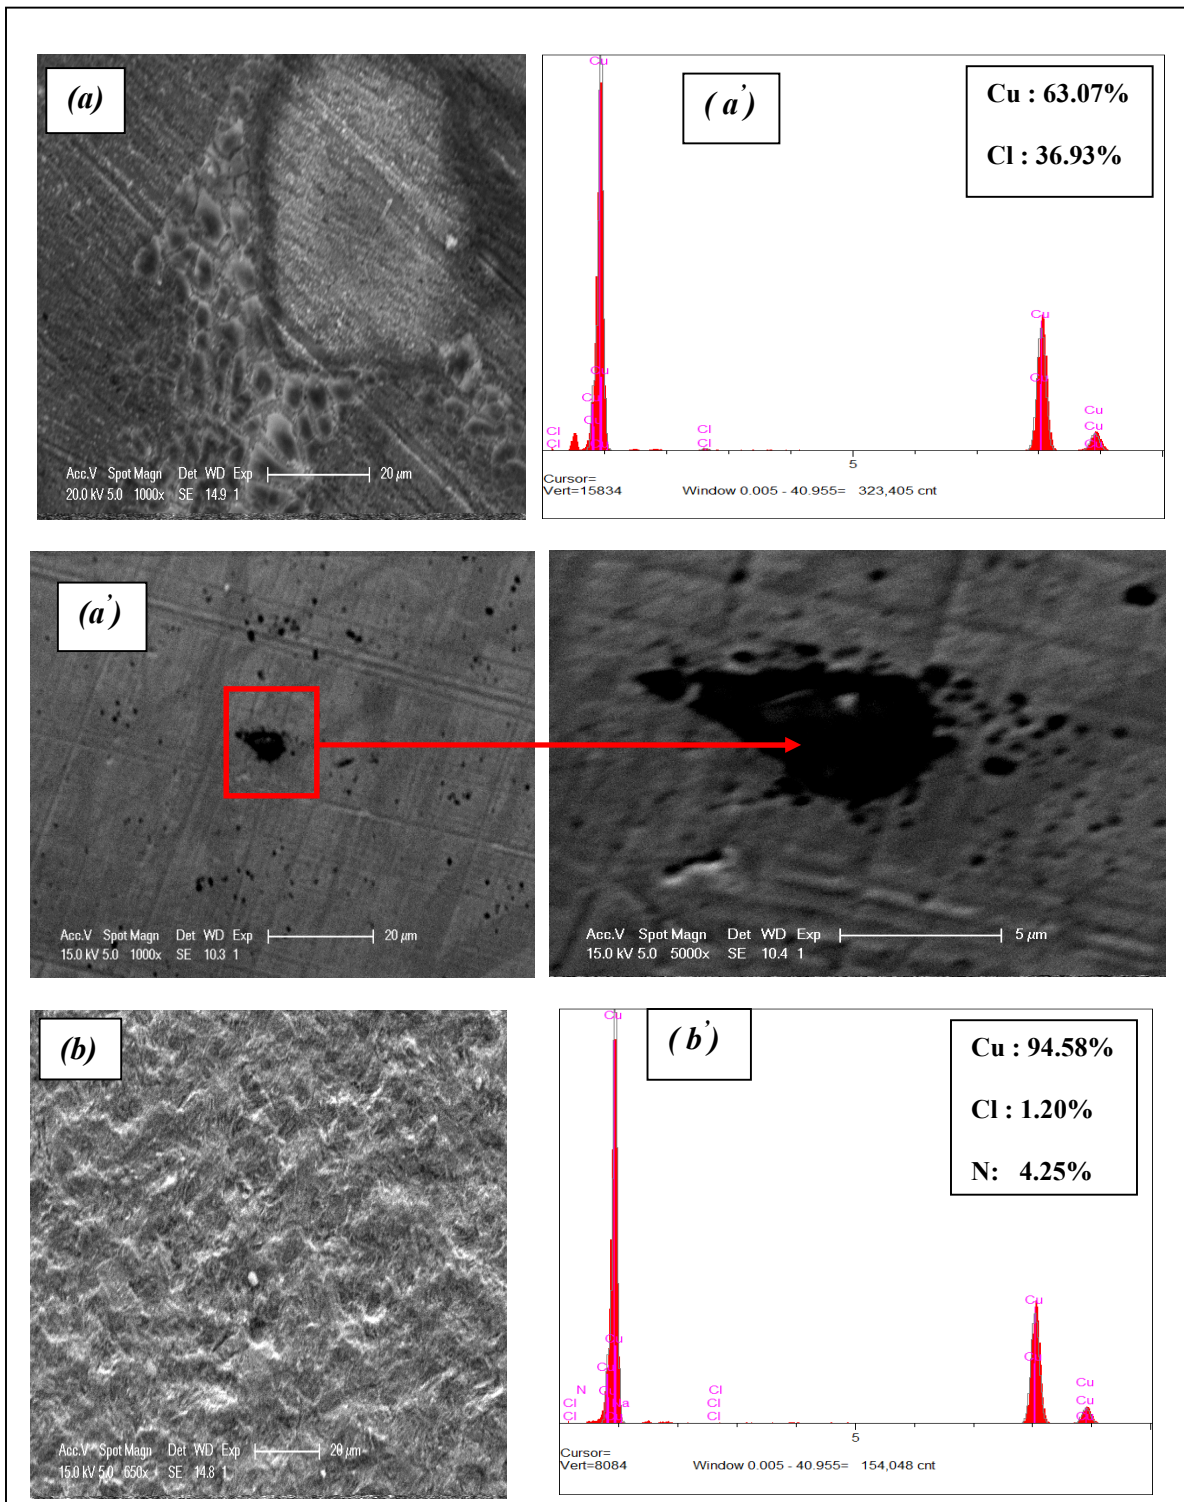 (a)
Acc.V Spot Magn Det WD Exp
20.0 kV 5.0 1000x SE 14.9 1
20 µm
(a')
Cu : 63.07%
Cl : 36.93%
Cu
Cu
Cu
Cu
Cu
Cu
Cu
Cu
Cl
Cl
Cl
Cl
5
Cursor=
Vert=15834 Window 0.005 - 40.955= 323,405 cnt
(a')
Acc.V Spot Magn Det WD Exp
15.0 kV 5.0 1000x SE 10.3 1
20 µm
Acc.V Spot Magn Det WD Exp
15.0 kV 5.0 5000x SE 10.4 1
5 µm
(b)
Acc.V Spot Magn Det WD Exp
15.0 kV 5.0 650x SE 14.8 1
20 µm
(b')
Cu : 94.58%
Cl : 1.20%
N: 4.25%
Cu
Cu
Cu
Cu
Cu
Cu
Cu
N
Cl
Cl
Cl
Cl
Cl
5
Cursor=
Vert=8084 Window 0.005 - 40.955= 154,048 cnt